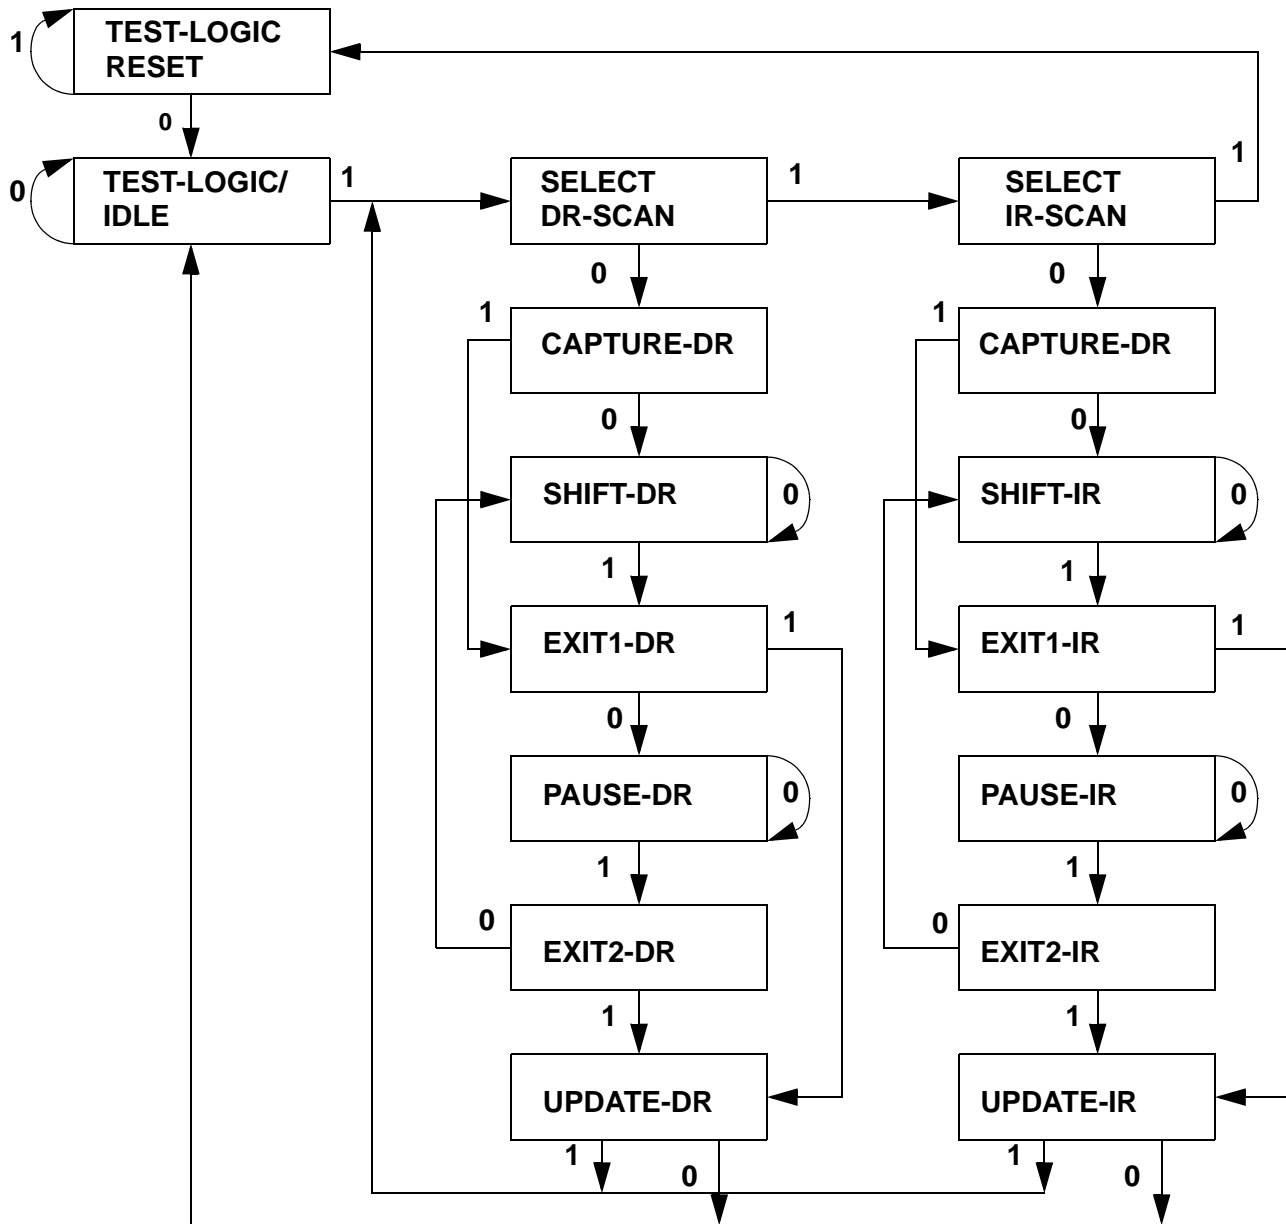 1
TEST-LOGIC
RESET
0
0
TEST-LOGIC/
IDLE
1
SELECT
DR-SCAN
1
SELECT
IR-SCAN
1
0
0
1
CAPTURE-DR
1
CAPTURE-DR
0
0
SHIFT-DR
0
SHIFT-IR
0
1
1
EXIT1-DR
1
EXIT1-IR
1
0
0
PAUSE-DR
0
PAUSE-IR
0
1
1
0
EXIT2-DR
0
EXIT2-IR
1
1
UPDATE-DR
UPDATE-IR
1
0
1
0